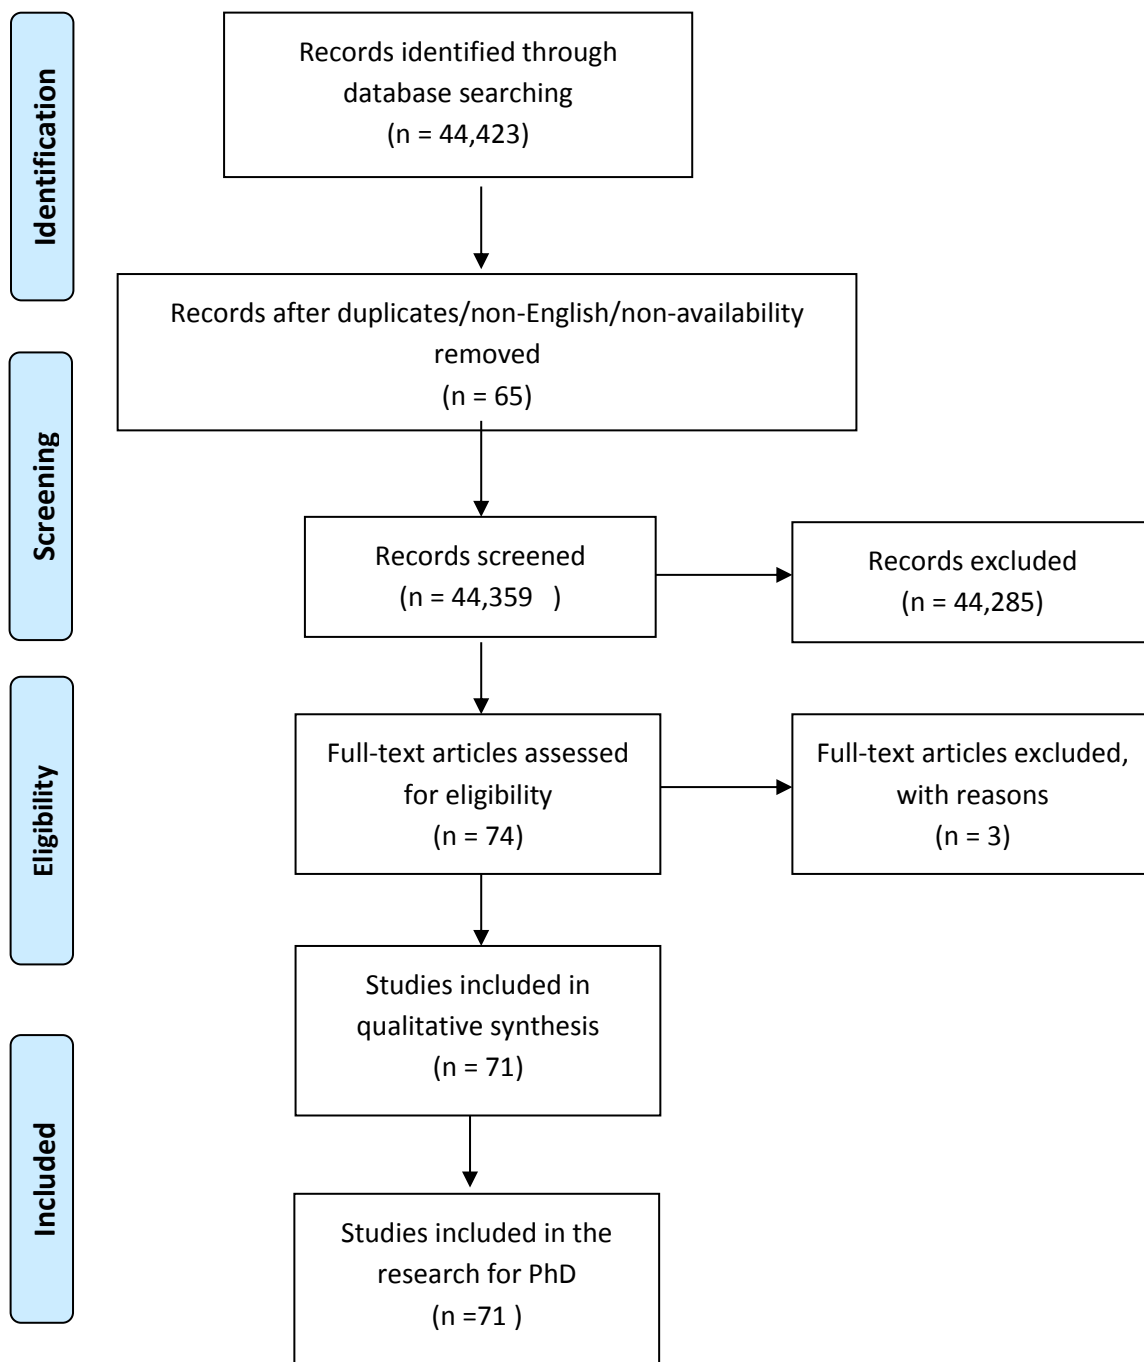 Identification
Records identified through
database searching
(n = 44,423)
Records after duplicates/non-English/non-availability
removed
(n = 65)
Screening
Records screened
(n = 44,359   )
Records excluded
(n = 44,285)
Eligibility
Full-text articles assessed
for eligibility
(n = 74)
Full-text articles excluded,
with reasons
(n = 3)
Studies included in
qualitative synthesis
(n = 71)
Included
Studies included in the
research for PhD
(n =71 )